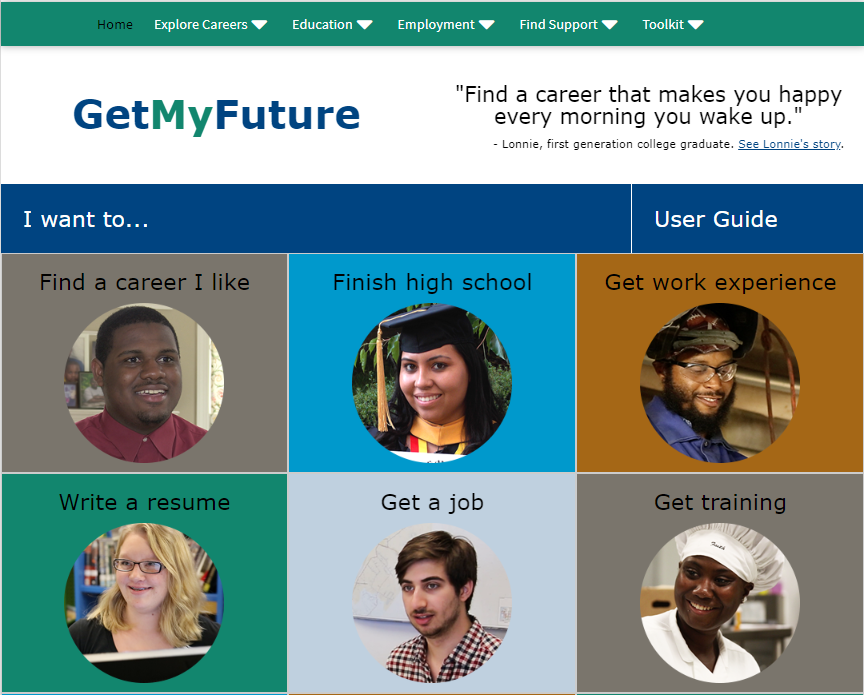 Home Explore Careers Education Employment Find Support Toolkit
GetMyFuture
"Find a career that makes you happy
every morning you wake up."
- Lonnie, first generation college graduate. See Lonnie's story.
I want to... User Guide
Find a career I like
Finish high school
Get work experience
Write a resume
Get a job
Get training